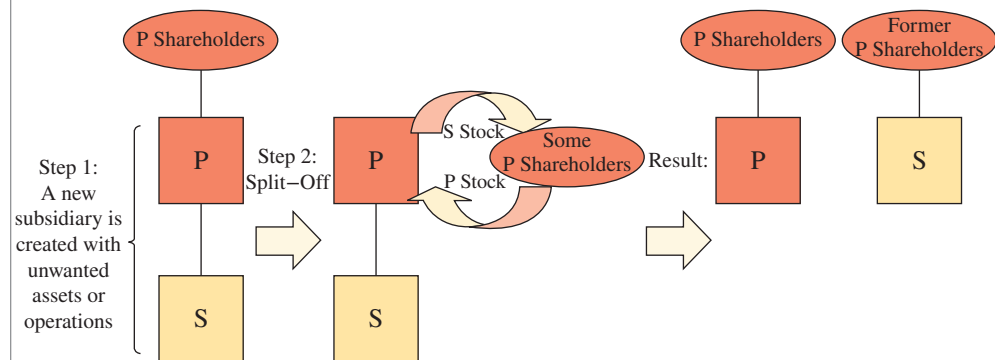 P Shareholders
Step 1:
A new
subsidiary is
created with
unwanted
assets or
operations
P
S
Step 2:
Split−Off
P
S
S Stock
Some
P Shareholders
P Stock
Result:
P Shareholders
P
Former
P Shareholders
S